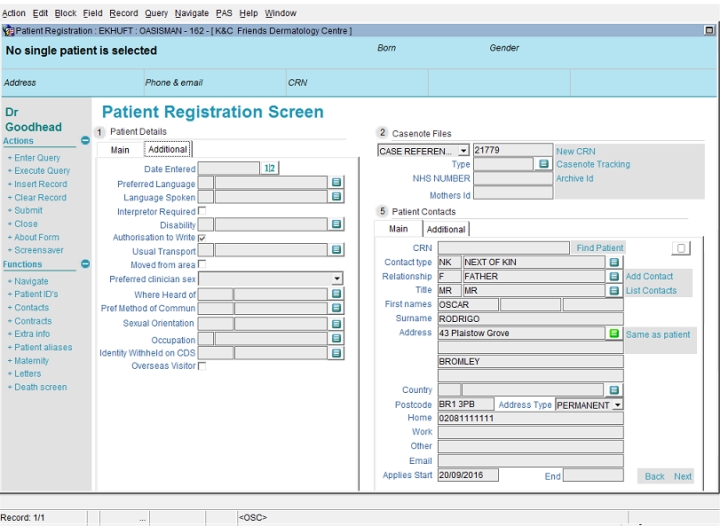 Action Edit Block Field Record Query Navigate PAS Help Window
Patient Registration : EKHUFT : OASISMAN - 162 - [ K&C Friends Dermatology Centre ]
No single patient is selected
Born
Gender
Address
Phone & email
CRN
Dr Goodhead
Actions
+ Enter Query
+ Execute Query
+ Insert Record
+ Clear Record
+ Submit
+ Close
+ About Form
+ Screensaver
Functions
+ Navigate
+ Patient ID's
+ Contacts
+ Contracts
+ Extra info
+ Patient aliases
+ Maternity
+ Letters
+ Death screen
Patient Registration Screen
1 Patient Details
Main Additional
Date Entered 12
Preferred Language
Language Spoken
Interpretor Required
Disability
Authorisation to Write
Usual Transport
Moved from area
Preferred clinician sex
Where Heard of
Pref Method of Commun
Sexual Orientation
Occupation
Identity Withheld on CDS
Overseas Visitor
2 Casenote Files
CASE REFEREN... 21779 New CRN
Type Casenote Tracking
NHS NUMBER Archive Id
Mothers Id
5 Patient Contacts
Main Additional
CRN Find Patient
Contact type NK NEXT OF KIN
Relationship F FATHER Add Contact
Title MR MR List Contacts
First names OSCAR
Surname RODRIGO
Address 43 Plaistow Grove Same as patient
BROMLEY
Country
Postcode BR1 3PB Address Type PERMANENT
Home 02081111111
Work
Other
Email
Applies Start 20/09/2016 End Back Next
Record: 1/1 ... <OSC>